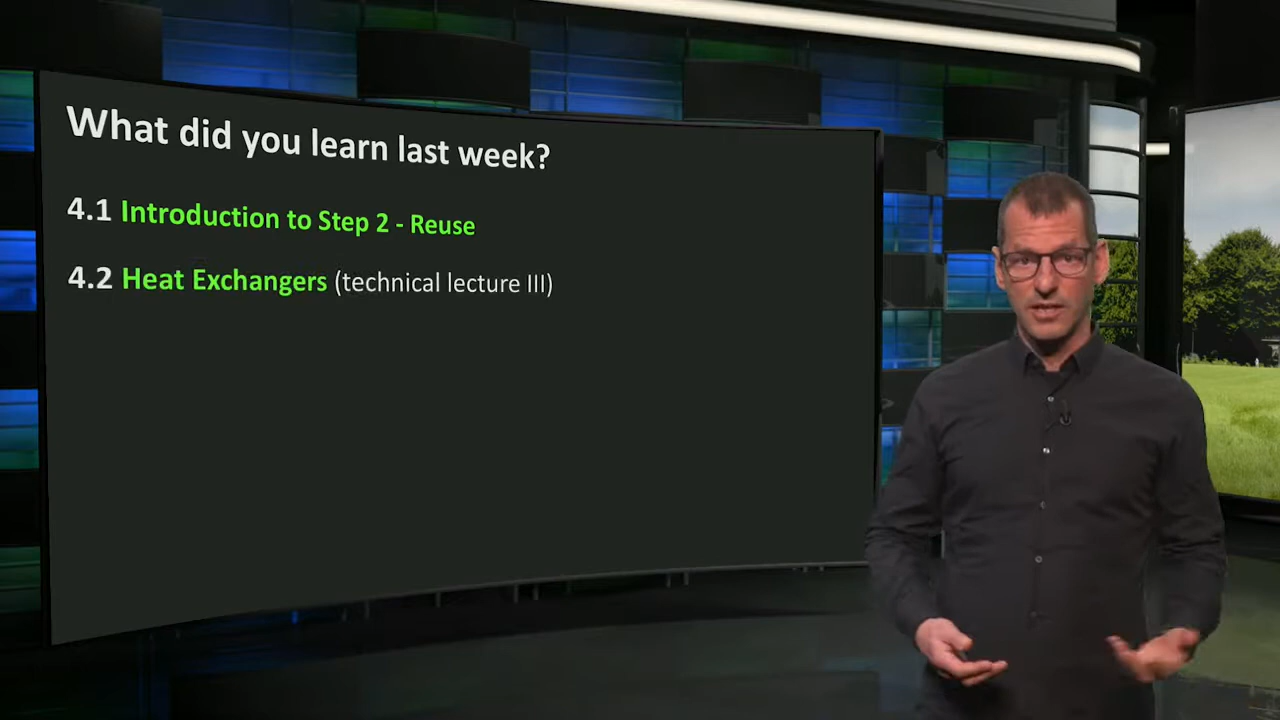 What did you learn last week?
4.1 Introduction to Step 2 - Reuse
4.2 Heat Exchangers (technical lecture III)